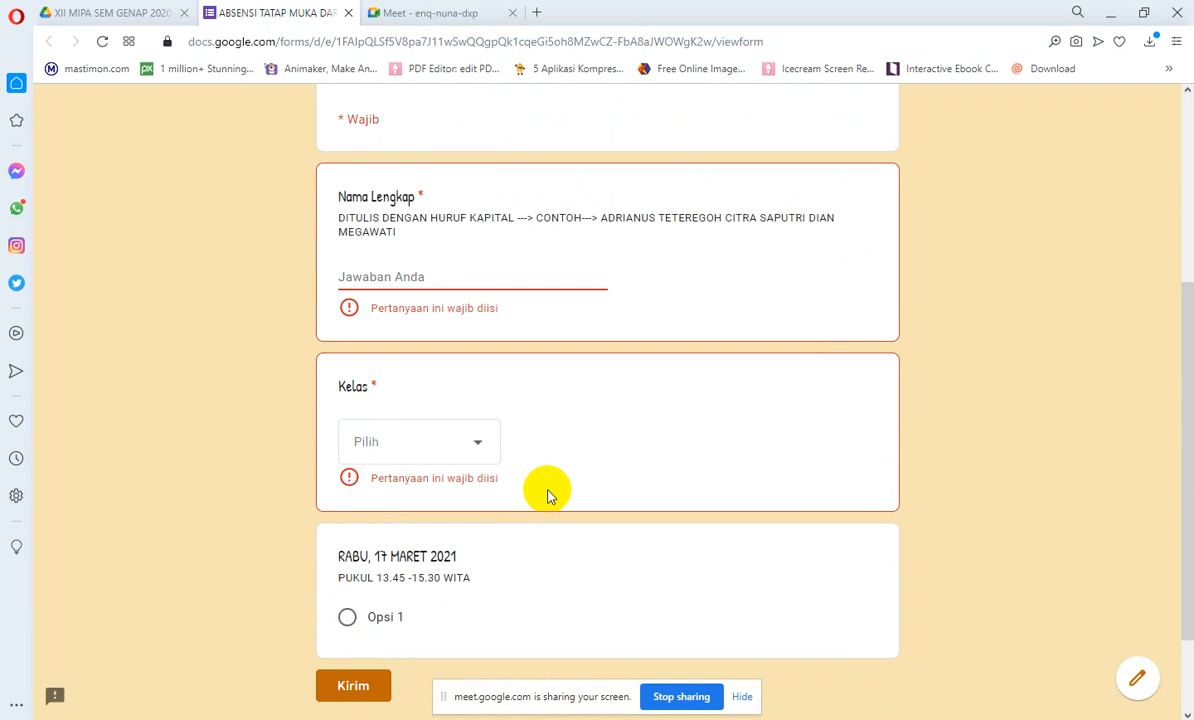 XII MIPA SEM GENAP 2020
ABSENSI TATAP MUKA DAR
Meet - enq-nuna-dxp
docs.google.com/forms/d/e/1FAIpQLSf5V8pa7J11wSwQQgpQk1cqeGi5oh8MZwCZ-FbA8aJWOWgK2w/viewform
mastimon.com
1 million+ Stunning...
Animaker, Make An...
PDF Editor: edit PD...
5 Aplikasi Kompres...
Free Online Image...
Icecream Screen Re...
Interactive Ebook C...
Download
* Wajib
Nama Lengkap *
DITULIS DENGAN HURUF KAPITAL ---> CONTOH---> ADRIANUS TETEREGOH CITRA SAPUTRI DIAN
MEGAWATI
Jawaban Anda
Pertanyaan ini wajib diisi
Kelas *
Pilih
Pertanyaan ini wajib diisi
RABU, 17 MARET 2021
PUKUL 13.45 -15.30 WITA
Opsi 1
Kirim
meet.google.com is sharing your screen.
Stop sharing
Hide